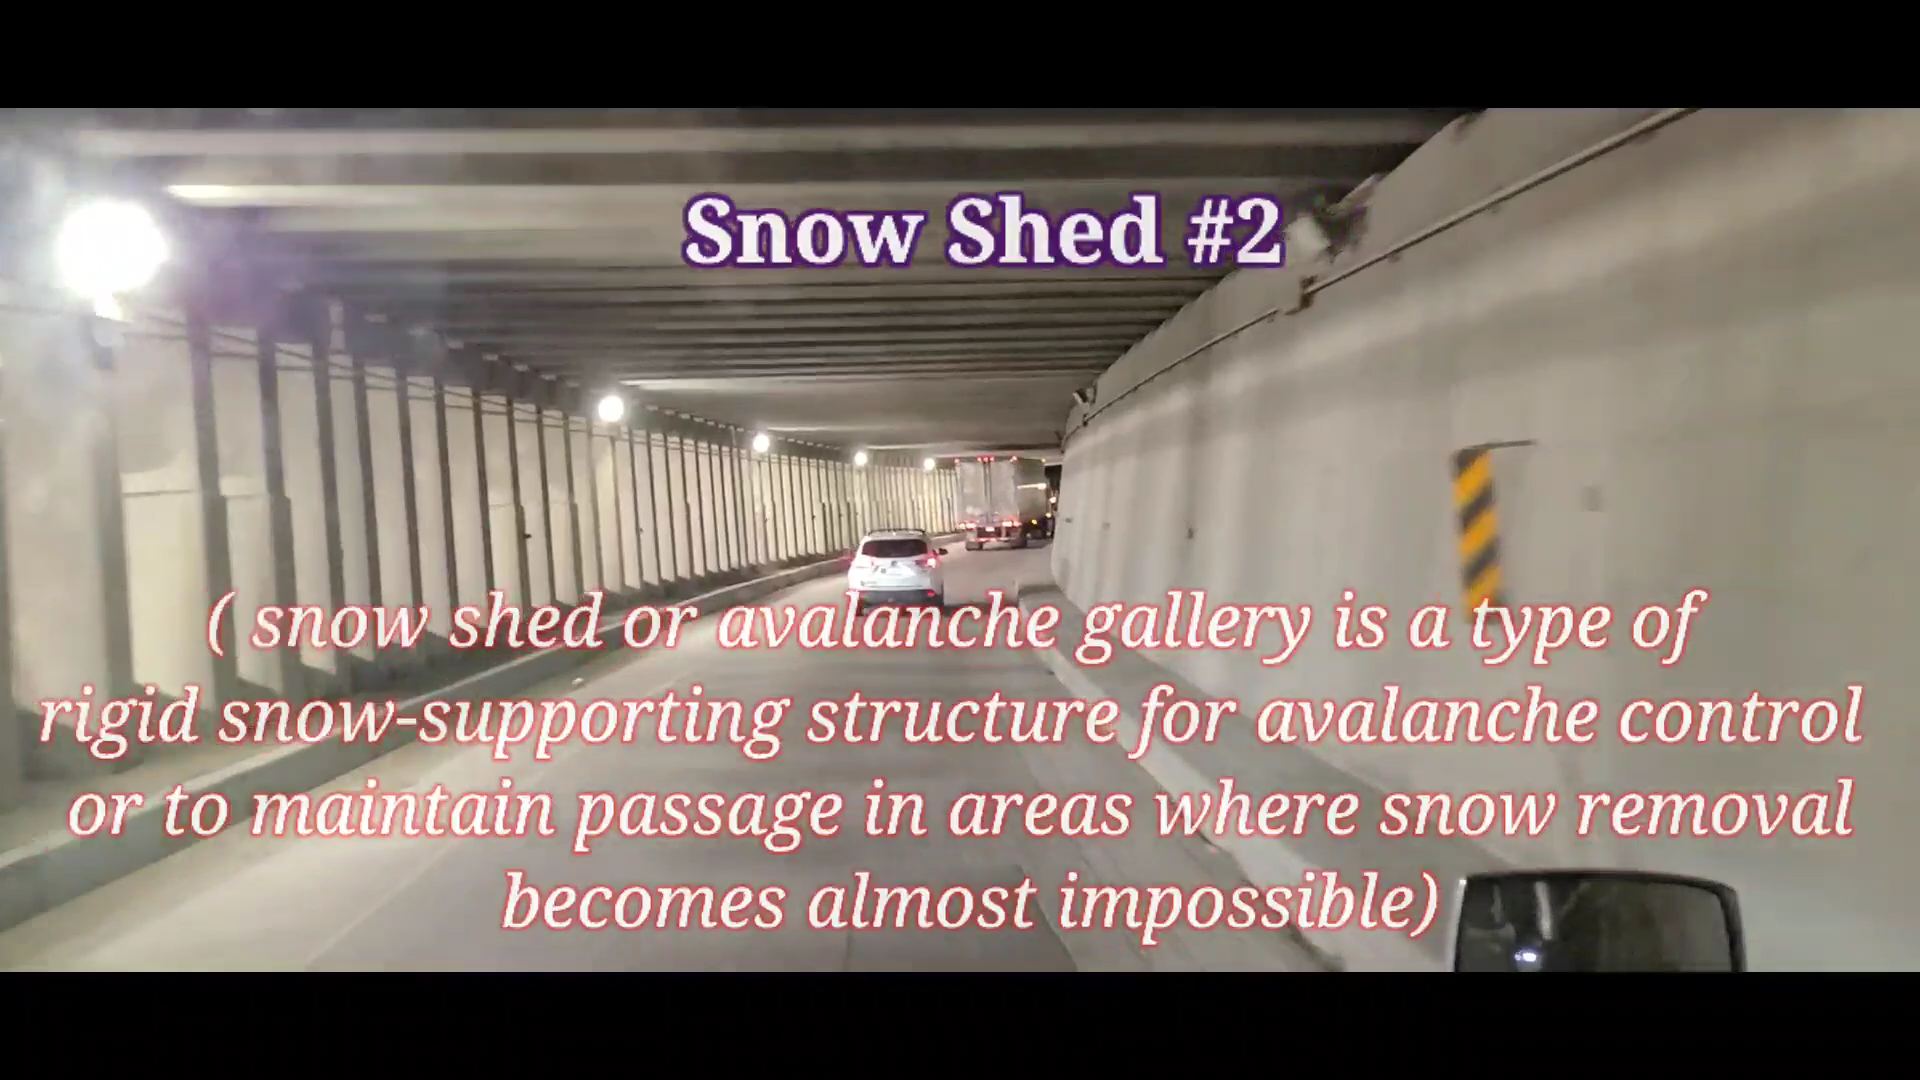 Snow Shed #2
( snow shed or avalanche gallery is a type of
rigid snow-supporting structure for avalanche control
or to maintain passage in areas where snow removal
becomes almost impossible)